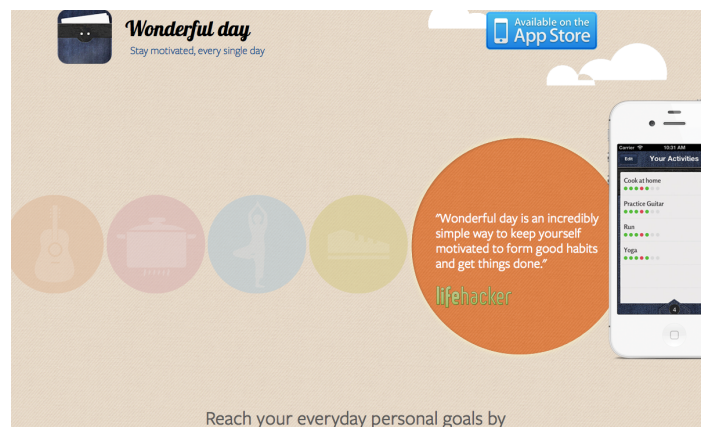 Wonderful day
Stay motivated, every single day
Available on the
App Store
Carrier 10:31 AM
Edit Your Activities
Cook at home
Practice Guitar
Run
Yoga
4
"Wonderful day is an incredibly
simple way to keep yourself
motivated to form good habits
and get things done."
lifehacker
Reach your everyday personal goals by